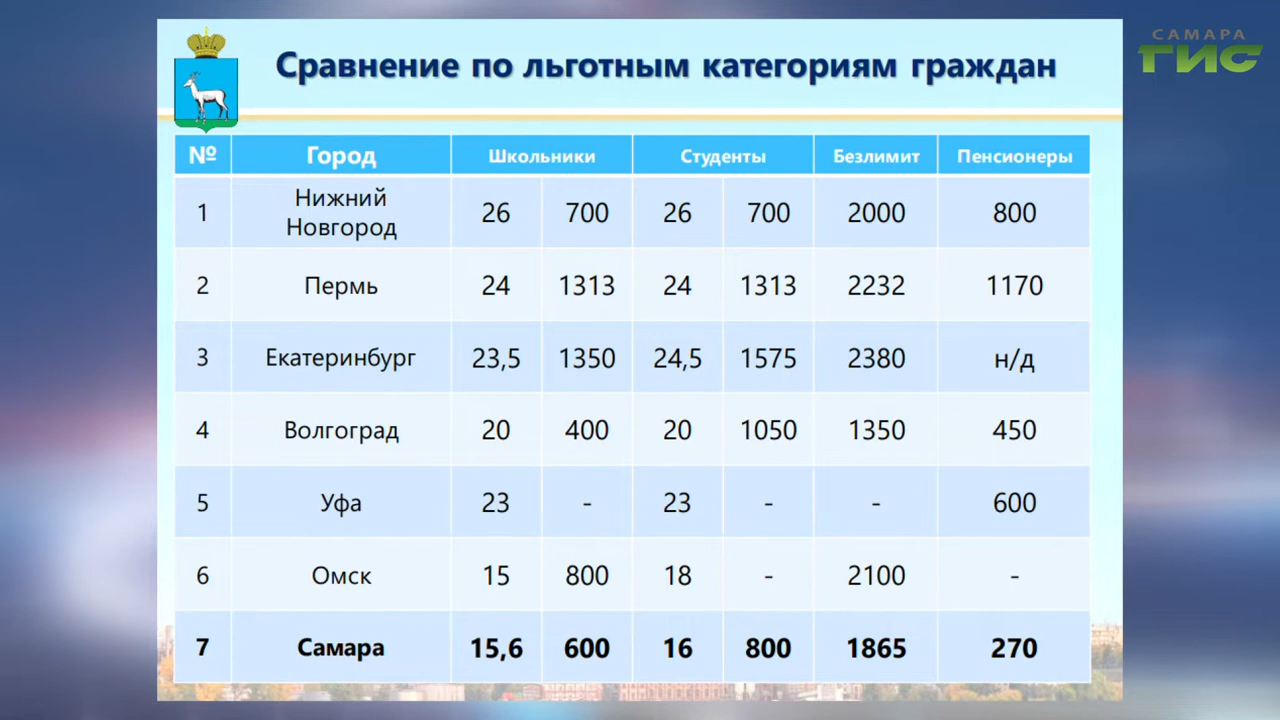 САМАРА
ГИС
Сравнение по льготным категориям граждан
№ Город Школьники Студенты Безлимит Пенсионеры
1 Нижний Новгород 26 700 26 700 2000 800
2 Пермь 24 1313 24 1313 2232 1170
3 Екатеринбург 23,5 1350 24,5 1575 2380 н/д
4 Волгоград 20 400 20 1050 1350 450
5 Уфа 23 - 23 - - 600
6 Омск 15 800 18 - 2100 -
7 Самара 15,6 600 16 800 1865 270